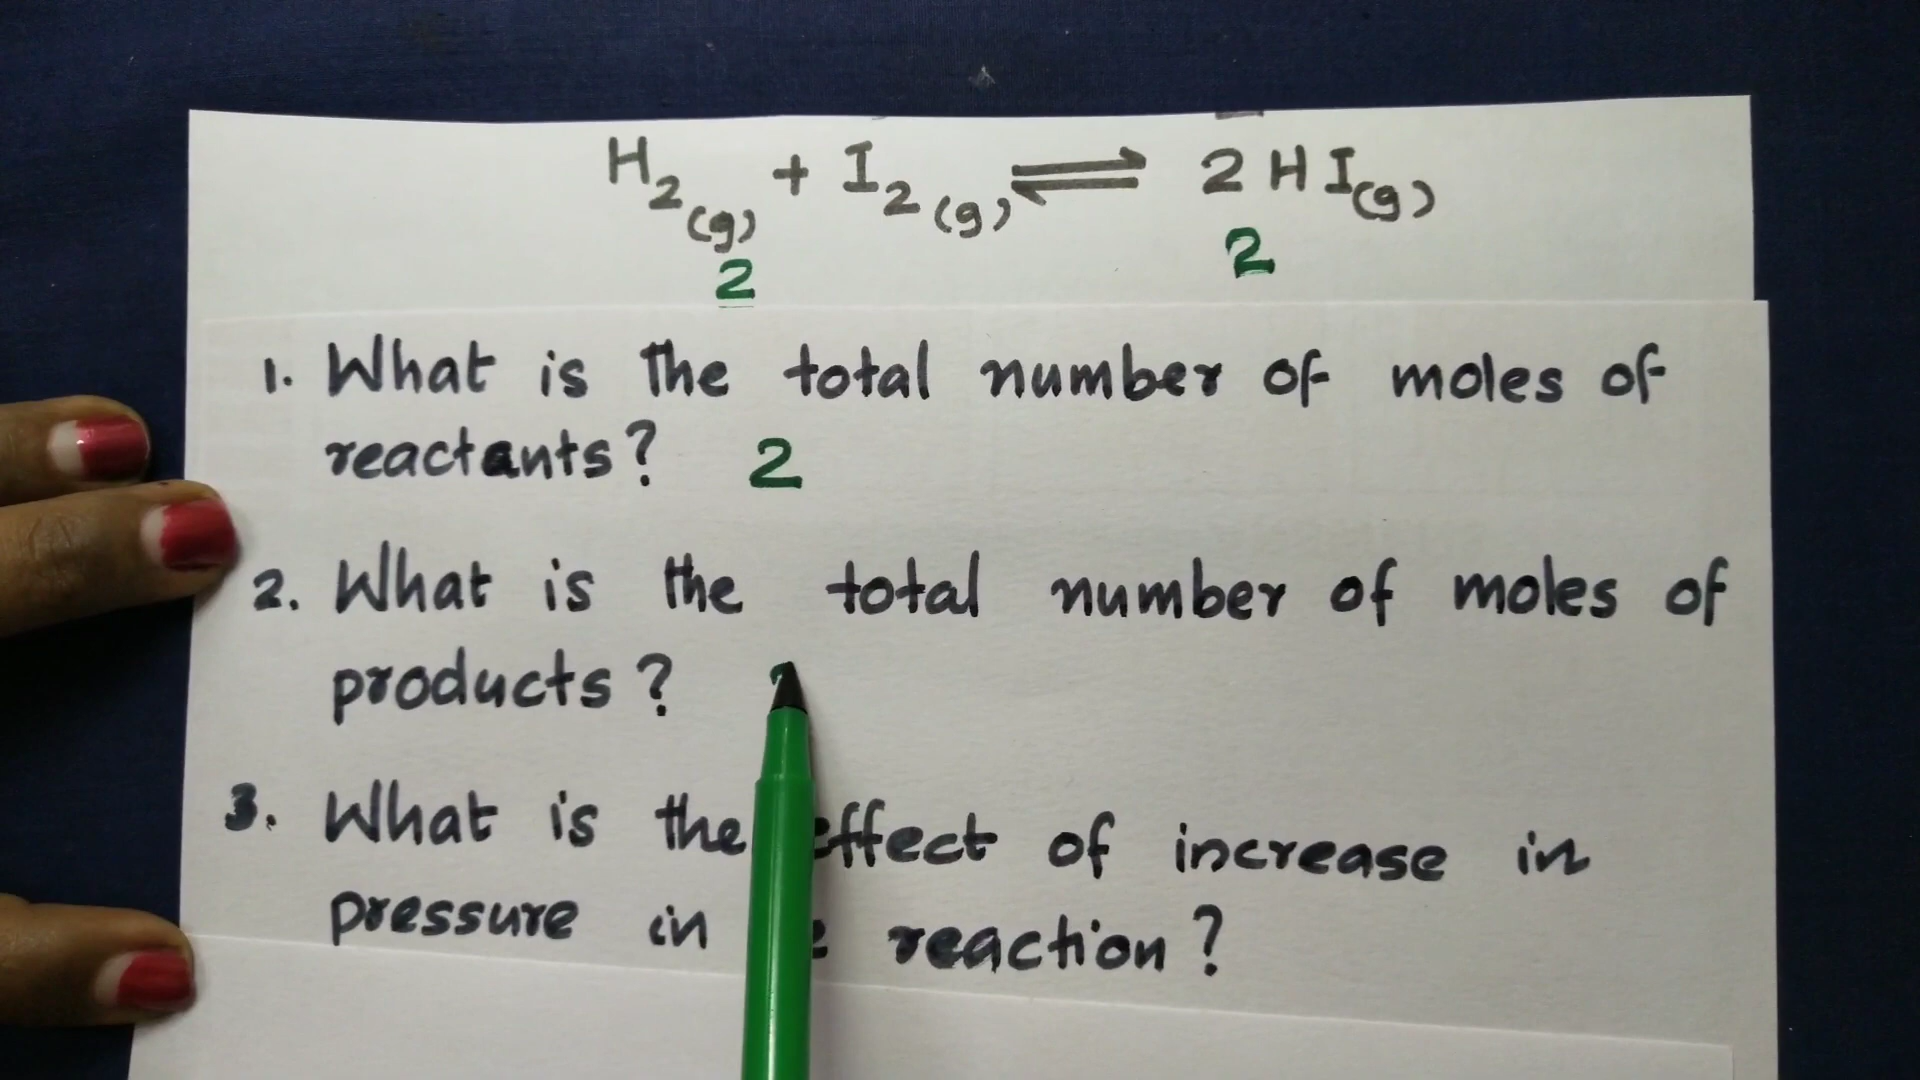 H₂(g) + I₂(g) ⇌ 2HI(g)
2 2
1. What is the total number of moles of
reactants? 2
2. What is the total number of moles of
products?
3. What is the effect of increase in
pressure in reaction?